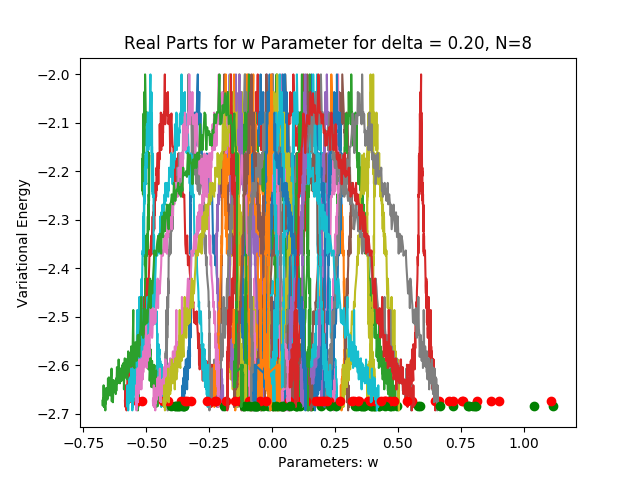 Real Parts for w Parameter for delta = 0.20, N=8
−2.0
−2.1
−2.2
−2.3
−2.4
−2.5
−2.6
−2.7
Variational Energy
−0.75 −0.50 −0.25 0.00 0.25 0.50 0.75 1.00
Parameters: w